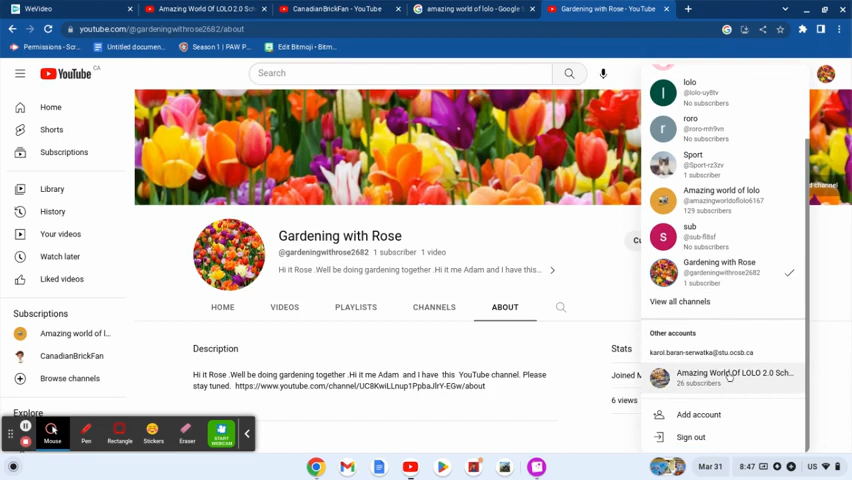 WeVideo
Amazing World Of LOLO 2.0 Sch
CanadianBrickFan - YouTube
amazing world of lolo - Google S
Gardening with Rose - YouTube
youtube.com/@gardeningwithrose2682/about
Permissions - Scr...
Untitled documen...
Season 1 | PAW P...
Edit Bitmoji - Bitm...
YouTube CA
Search
Home
Shorts
Subscriptions
Library
History
Your videos
Watch later
Liked videos
Subscriptions
Amazing world of l...
CanadianBrickFan
Browse channels
Explore
Gardening with Rose
@gardeningwithrose2682 1 subscriber 1 video
Hi it Rose .Well be doing gardening together .Hi it me Adam and I have this...
HOME
VIDEOS
PLAYLISTS
CHANNELS
ABOUT
Description
Hi it Rose .Well be doing gardening together .Hi it me Adam and I have this YouTube channel. Please
stay tuned. https://www.youtube.com/channel/UC8KwiLLnup1PpbaJlrY-EGw/about
Stats
Joined M
6 views
l
lolo
@lolo-uy8tv
No subscribers
r
roro
@roro-mh9vn
No subscribers
Sport
@Sport-rz3zv
1 subscriber
Amazing world of lolo
@amazingworldoflolo6167
129 subscribers
S
sub
@sub-fl8sf
No subscribers
Gardening with Rose
@gardeningwithrose2682
1 subscriber
View all channels
Other accounts
karol.baran-serwatka@stu.ocsb.ca
Amazing World Of LOLO 2.0 Sch...
26 subscribers
Add account
Sign out
Mouse
Pen
Rectangle
Stickers
Eraser
START
WEBCAM
Mar 31
8:47
US